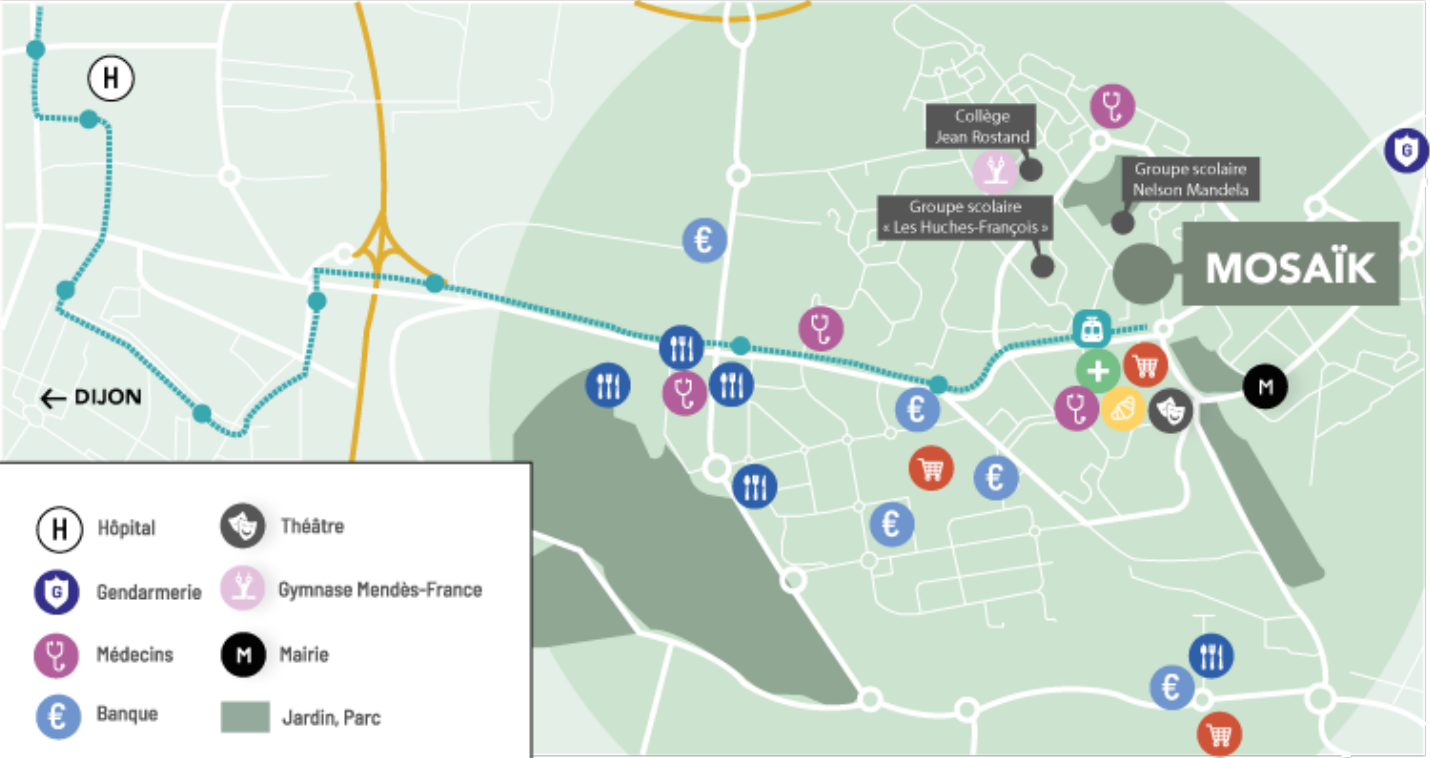 H
Collège
Jean Rostand
G
Groupe scolaire
Nelson Mandela
Groupe scolaire
« Les Huches-François »
€
MOSAÏK
← DIJON
M
€
€
€
€
H Hôpital
Théâtre
G Gendarmerie
Gymnase Mendès-France
Médecins
M Mairie
€ Banque
Jardin, Parc